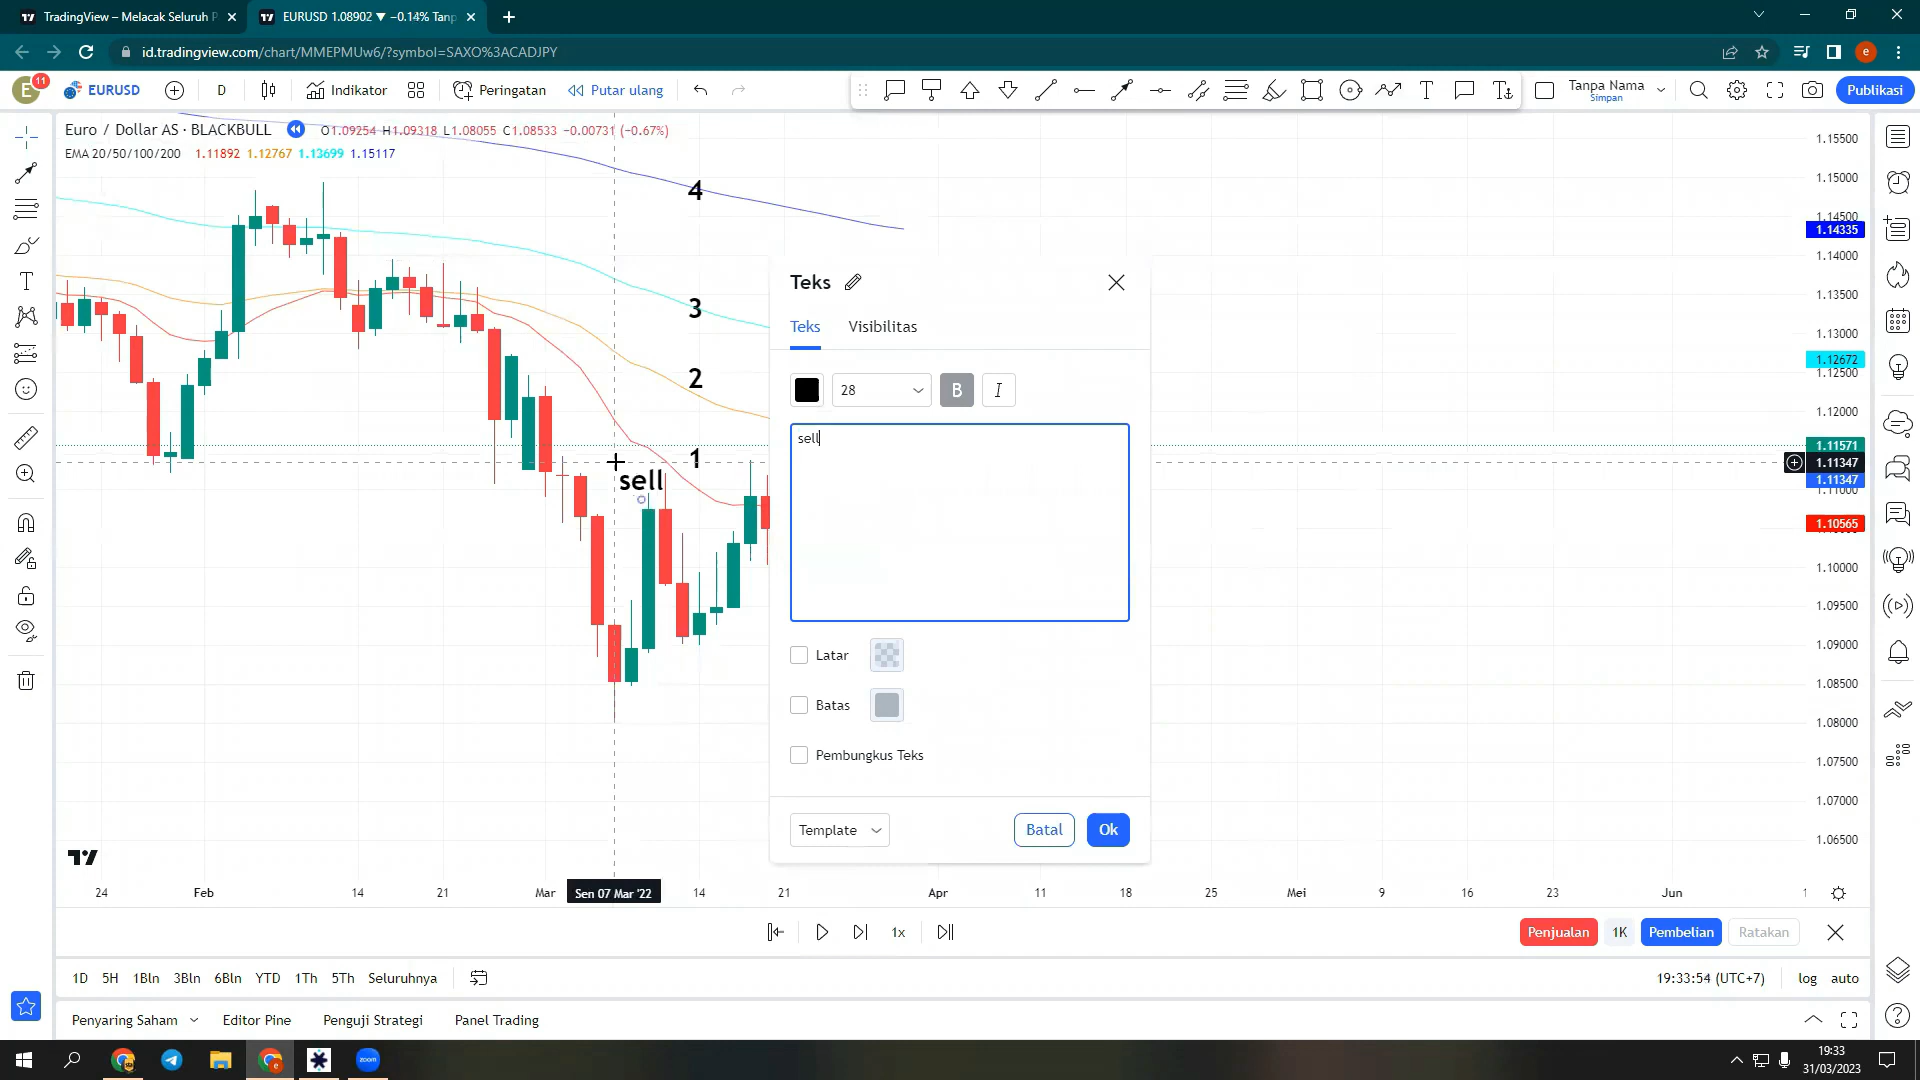 TradingView – Melacak Seluruh P
EURUSD 1.08902 ▼ −0.14% Tanp
id.tradingview.com/chart/MMEPMUw6/?symbol=SAXO%3ACADJPY
e
E
11
EURUSD
D
Indikator
Peringatan
Putar ulang
Tanpa Nama
Simpan
Publikasi
Euro / Dollar AS · BLACKBULL
O1.09254 H1.09318 L1.08055 C1.08533 −0.00731 (−0.67%)
EMA 20/50/100/200 1.11892 1.12767 1.13699 1.15117
4
3
2
1
sell
Teks
Teks
Visibilitas
28
B
I
sell
Latar
Batas
Pembungkus Teks
Template
Batal
Ok
1.15500
1.15000
1.14500
1.14335
1.14000
1.13500
1.13000
1.12672
1.12500
1.12000
1.11571
1.11347
1.11347
1.11000
1.10565
1.10000
1.09500
1.09000
1.08500
1.08000
1.07500
1.07000
1.06500
24 Feb 14 21 Mar Sen 07 Mar '22 14 21 Apr 11 18 25 Mei 9 16 23 Jun 1
1x
Penjualan
1K
Pembelian
Ratakan
1D 5H 1Bln 3Bln 6Bln YTD 1Th 5Th Seluruhnya
19:33:54 (UTC+7)
log
auto
Penyaring Saham
Editor Pine
Penguji Strategi
Panel Trading
zoom
19:33
31/03/2023